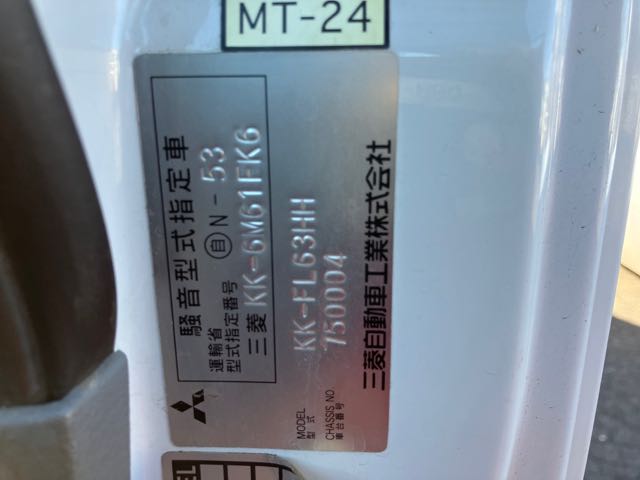 MT-24
騒音型式指定車
運輸省
型式指定番号 自N-53
三菱 KK-6M61FK6
MODEL
型式 KK-FL63HH
CHASSIS NO.
車台番号 750004
三菱自動車工業株式会社
EL